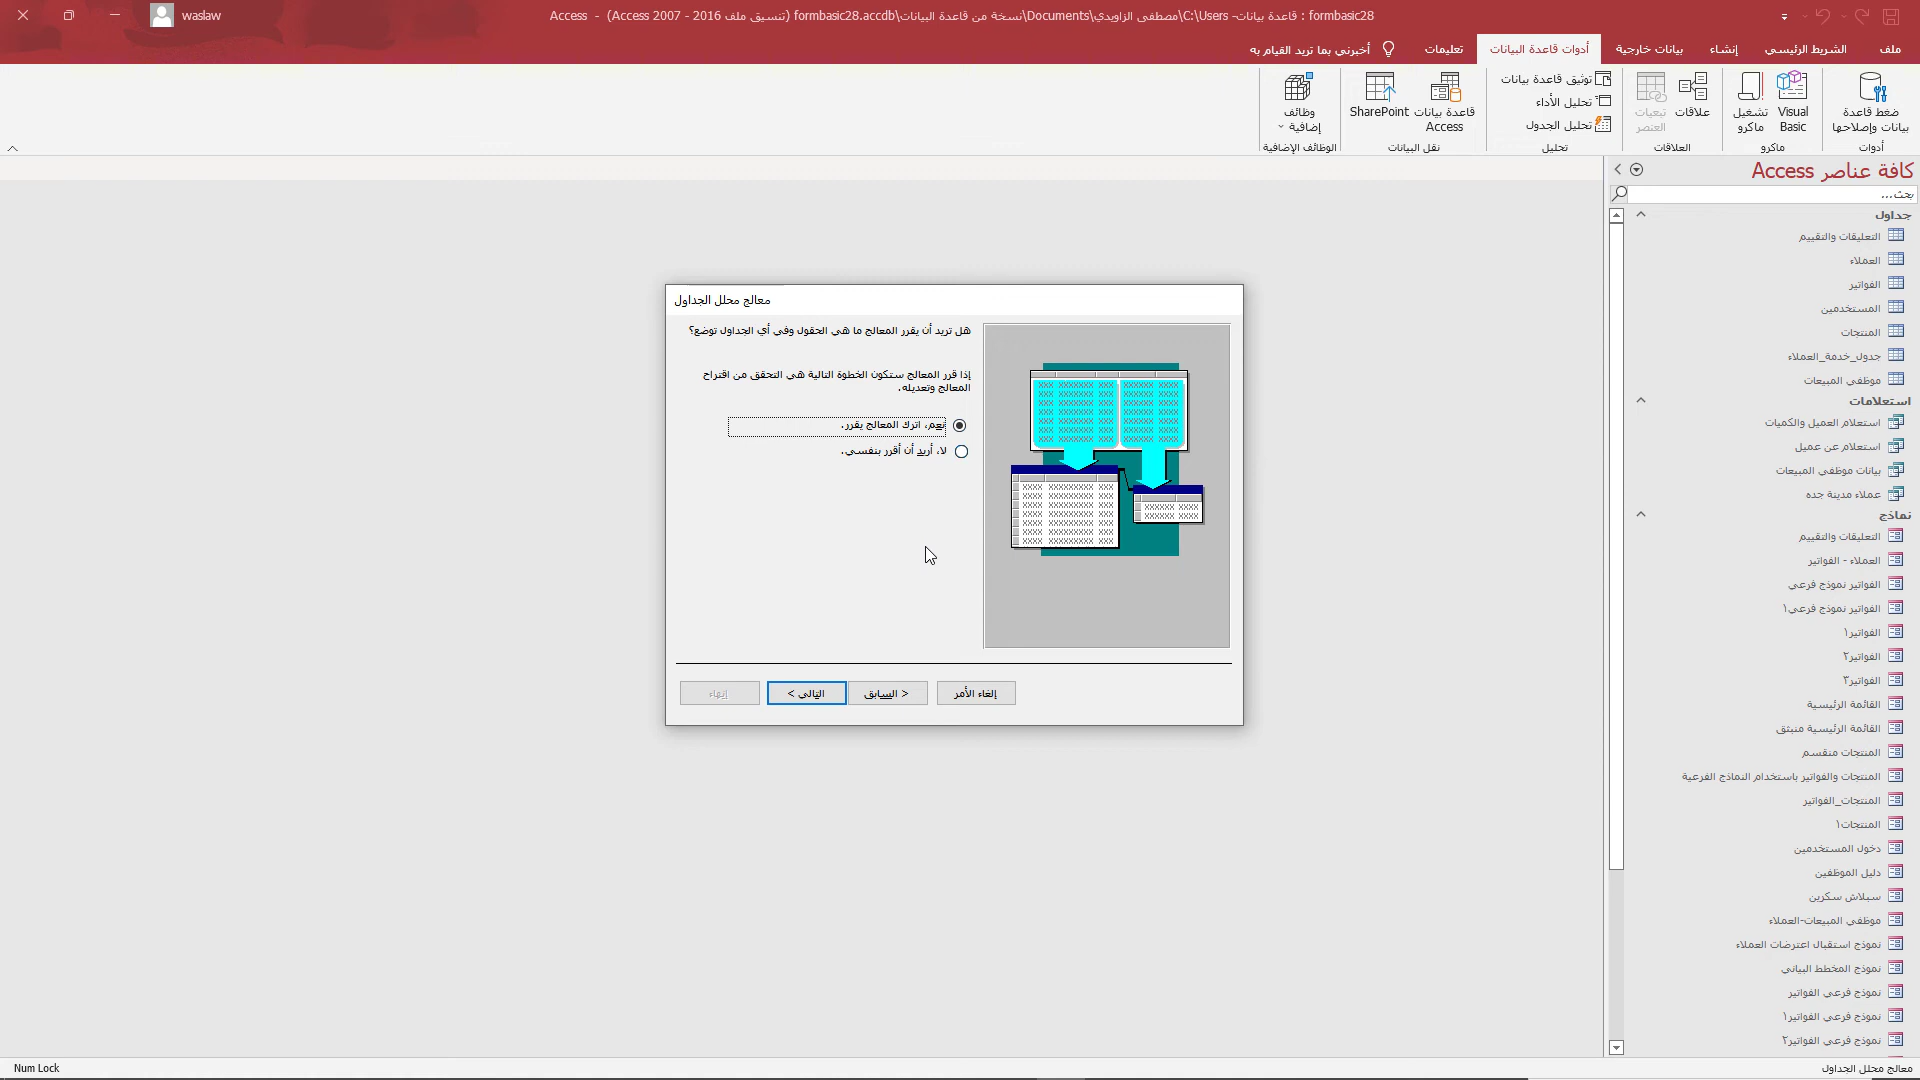 formbasic28 : قاعدة بيانات- C:\Users\مصطفى الزاويدي\Documents\نسخة من قاعدة البيانات\formbasic28.accdb (تنسيق ملف Access 2007 - 2016) - Access
waslaw
ملف
الشريط الرئيسي
إنشاء
بيانات خارجية
أدوات قاعدة البيانات
تعليمات
أخبرني بما تريد القيام به
ضغط قاعدة
بيانات وإصلاحها
أدوات
Visual
Basic
تشغيل
ماكرو
ماكرو
علاقات
تبعيات
العنصر
العلاقات
توثيق قاعدة بيانات
تحليل الأداء
تحليل الجدول
تحليل
قاعدة بيانات
Access
SharePoint
نقل البيانات
وظائف
إضافية
الوظائف الإضافية
كافة عناصر Access
بحث...
جداول
التعليقات والتقييم
العملاء
الفواتير
المستخدمين
المنتجات
جدول_خدمة_العملاء
موظفي المبيعات
استعلامات
استعلام العميل والكميات
استعلام عن عميل
بيانات موظفي المبيعات
عملاء مدينة جده
نماذج
التعليقات والتقييم
العملاء - الفواتير
الفواتير نموذج فرعي
الفواتير نموذج فرعي١
الفواتير١
الفواتير٢
الفواتير٣
القائمة الرئيسية
القائمة الرئيسية منبثق
المنتجات منقسم
المنتجات والفواتير باستخدام النماذج الفرعية
المنتجات_الفواتير
المنتجات١
دخول المستخدمين
دليل الموظفين
سبلاش سكرين
موظفي المبيعات-العملاء
نموذج استقبال اعترضات العملاء
نموذج المخطط البياني
نموذج فرعي الفواتير
نموذج فرعي الفواتير١
نموذج فرعي الفواتير٢
معالج محلل الجداول
هل تريد أن يقرر المعالج ما هي الحقول وفي أي الجداول توضع؟
إذا قرر المعالج ستكون الخطوة التالية هي التحقق من اقتراح
المعالج وتعديله.
نعم، اترك المعالج يقرر.
لا، أريد أن أقرر بنفسي.
إلغاء الأمر
< السابق
التالي >
إنهاء
معالج محلل الجداول
Num Lock